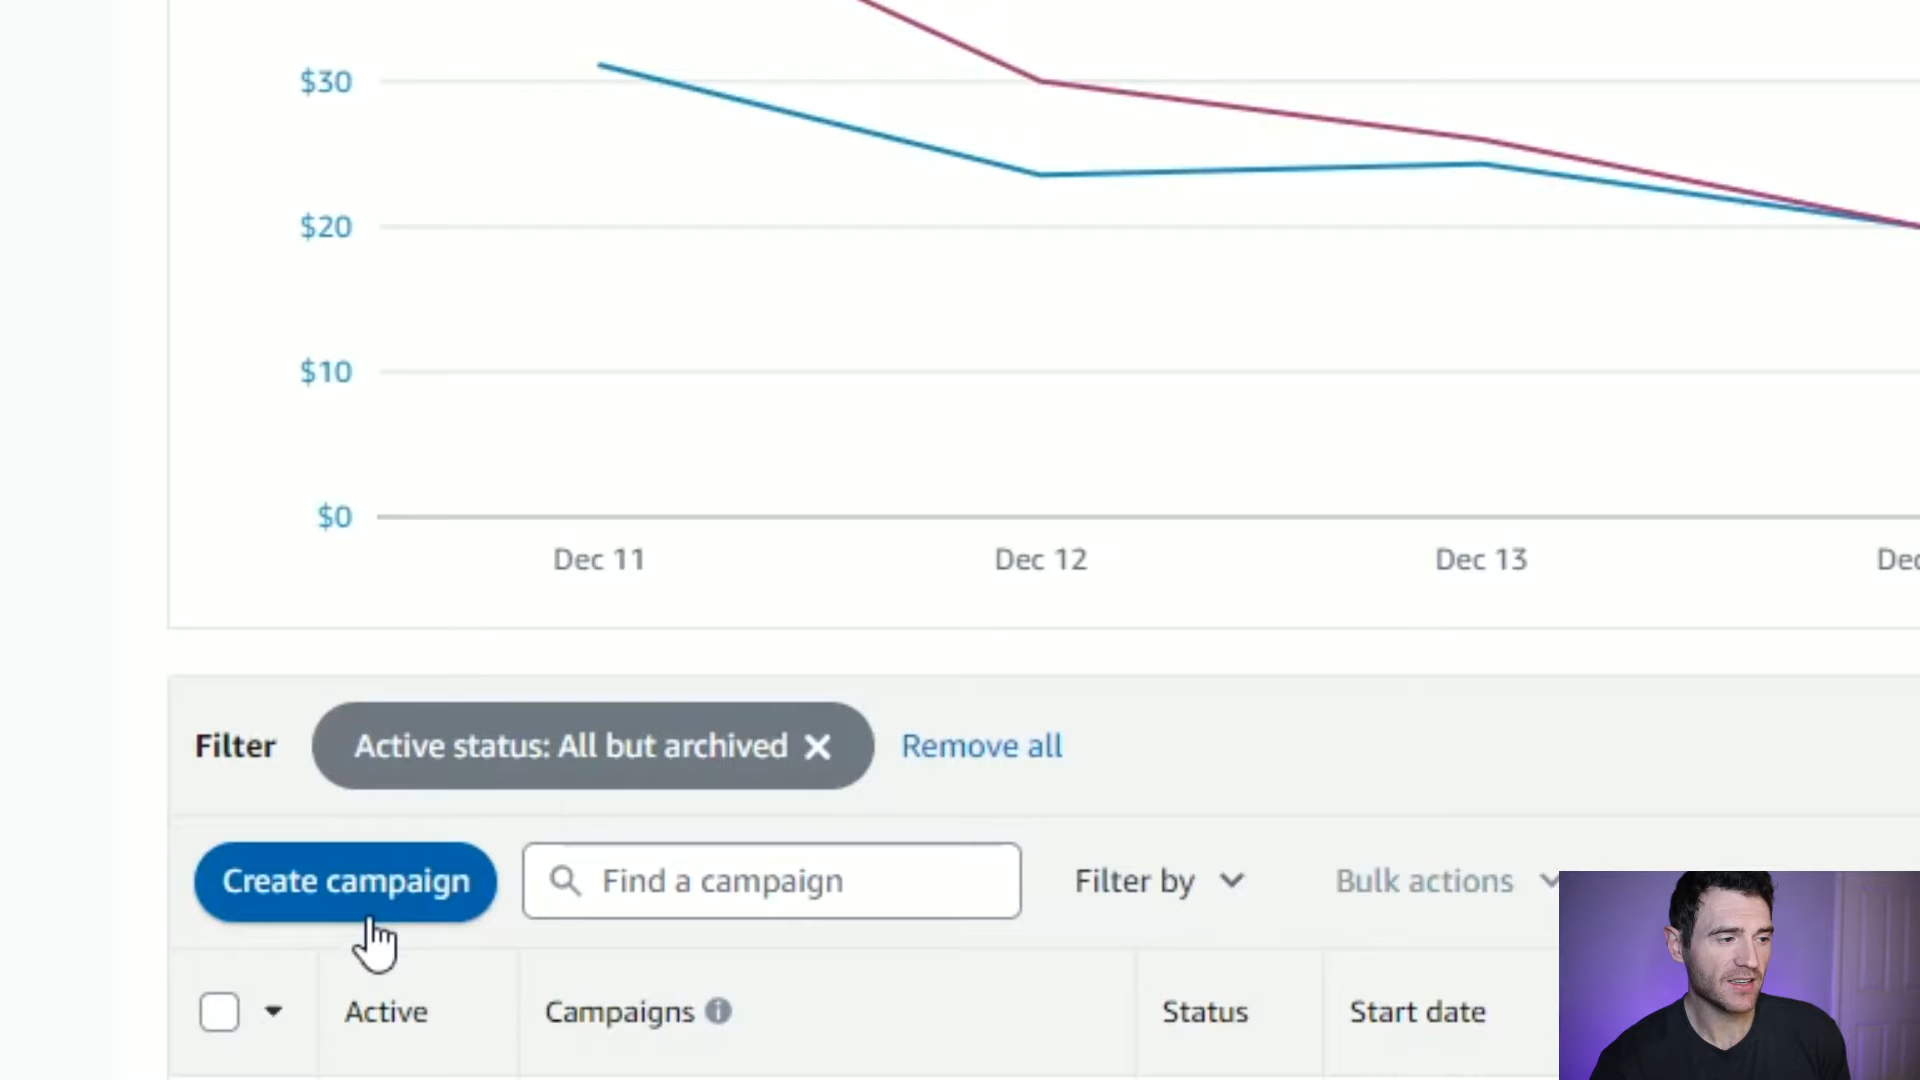 $30
$20
$10
$0
Dec 11 Dec 12 Dec 13 Dec
Filter Active status: All but archived Remove all
Create campaign Find a campaign Filter by Bulk actions
Active Campaigns Status Start date